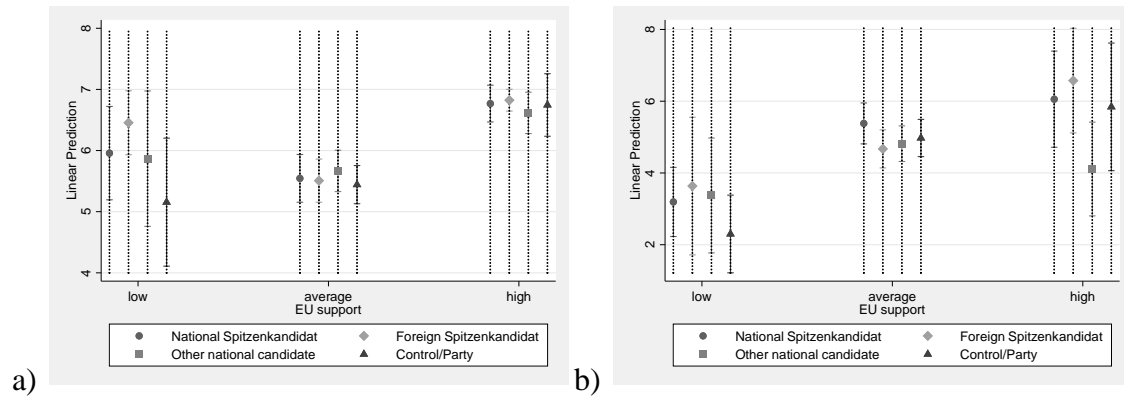 8
7
6
5
4
Linear Prediction
low average high
EU support
National Spitzenkandidat Foreign Spitzenkandidat
Other national candidate Control/Party
a)
8
6
4
2
Linear Prediction
low average high
EU support
National Spitzenkandidat Foreign Spitzenkandidat
Other national candidate Control/Party
b)